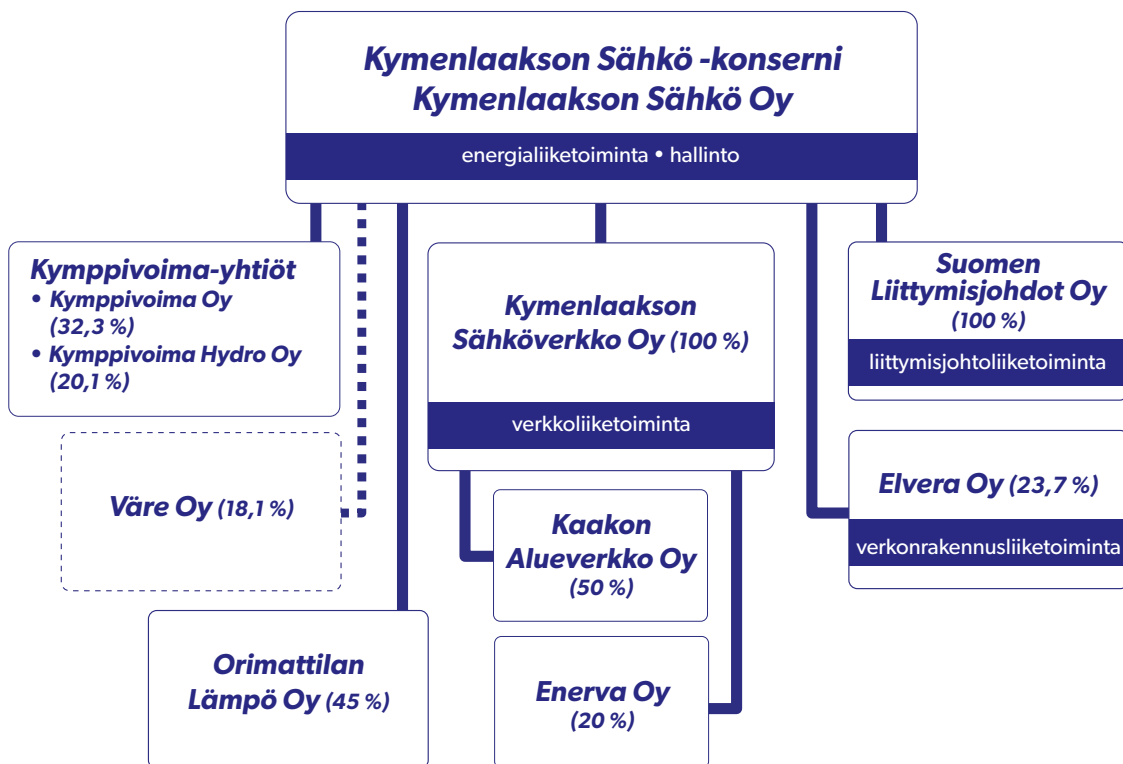 Kymenlaakson Sähkö -konserni
Kymenlaakson Sähkö Oy
energialiiketoiminta • hallinto
Kymppivoima-yhtiöt
• Kymppivoima Oy
(32,3 %)
• Kymppivoima Hydro Oy
(20,1 %)
Väre Oy (18,1 %)
Orimattilan
Lämpö Oy (45 %)
Kymenlaakson
Sähköverkko Oy (100 %)
verkkoliiketoiminta
Kaakon
Alueverkko Oy
(50 %)
Enerva Oy
(20 %)
Suomen
Liittymisjohdot Oy
(100 %)
liittymisjohtoliiketoiminta
Elvera Oy (23,7 %)
verkonrakennusliiketoiminta